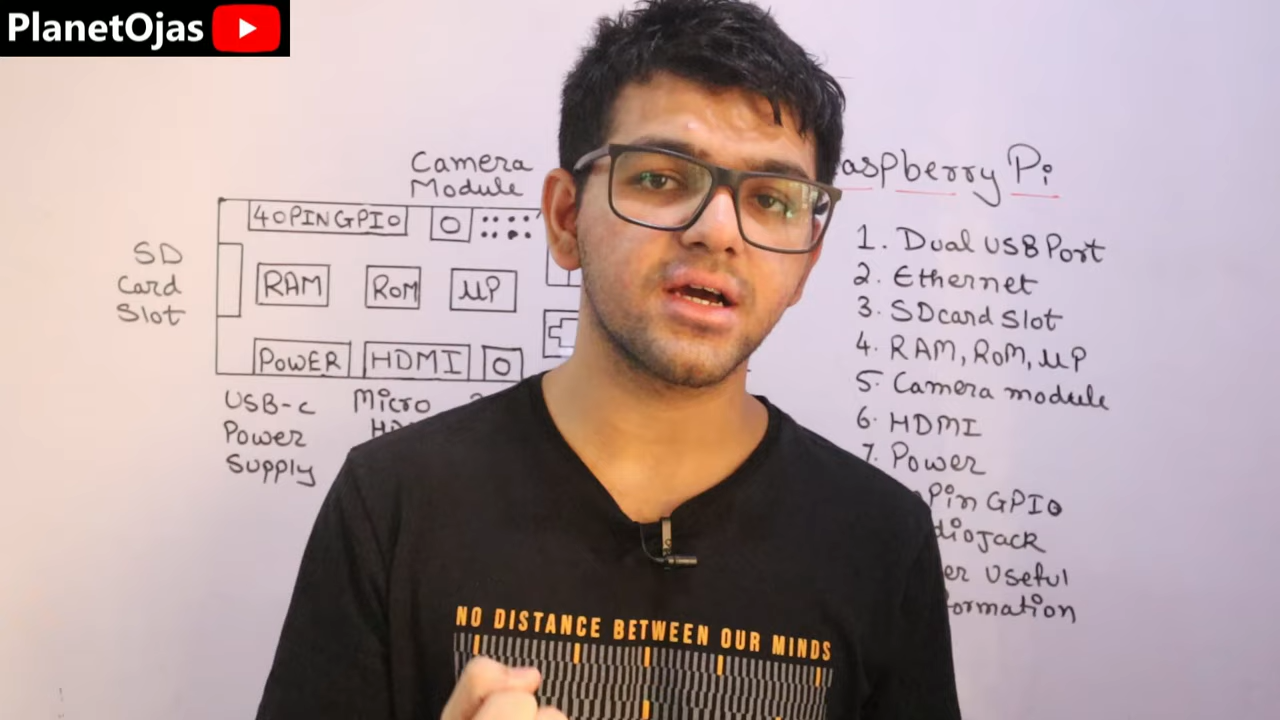 PlanetOjas
Camera
Module
aspberry Pi
40PINGPIO
SD
Card
Slot
RAM
ROM
μP
POWER
HDMI
USB-C
Power
Supply
Micro
1. Dual USB Port
2. Ethernet
3. SDcard Slot
4. RAM, ROM, μP
5. Camera module
6. HDMI
7. Power
Pin GPIO
dioJack
er Useful
ormation
NO DISTANCE BETWEEN OUR MINDS